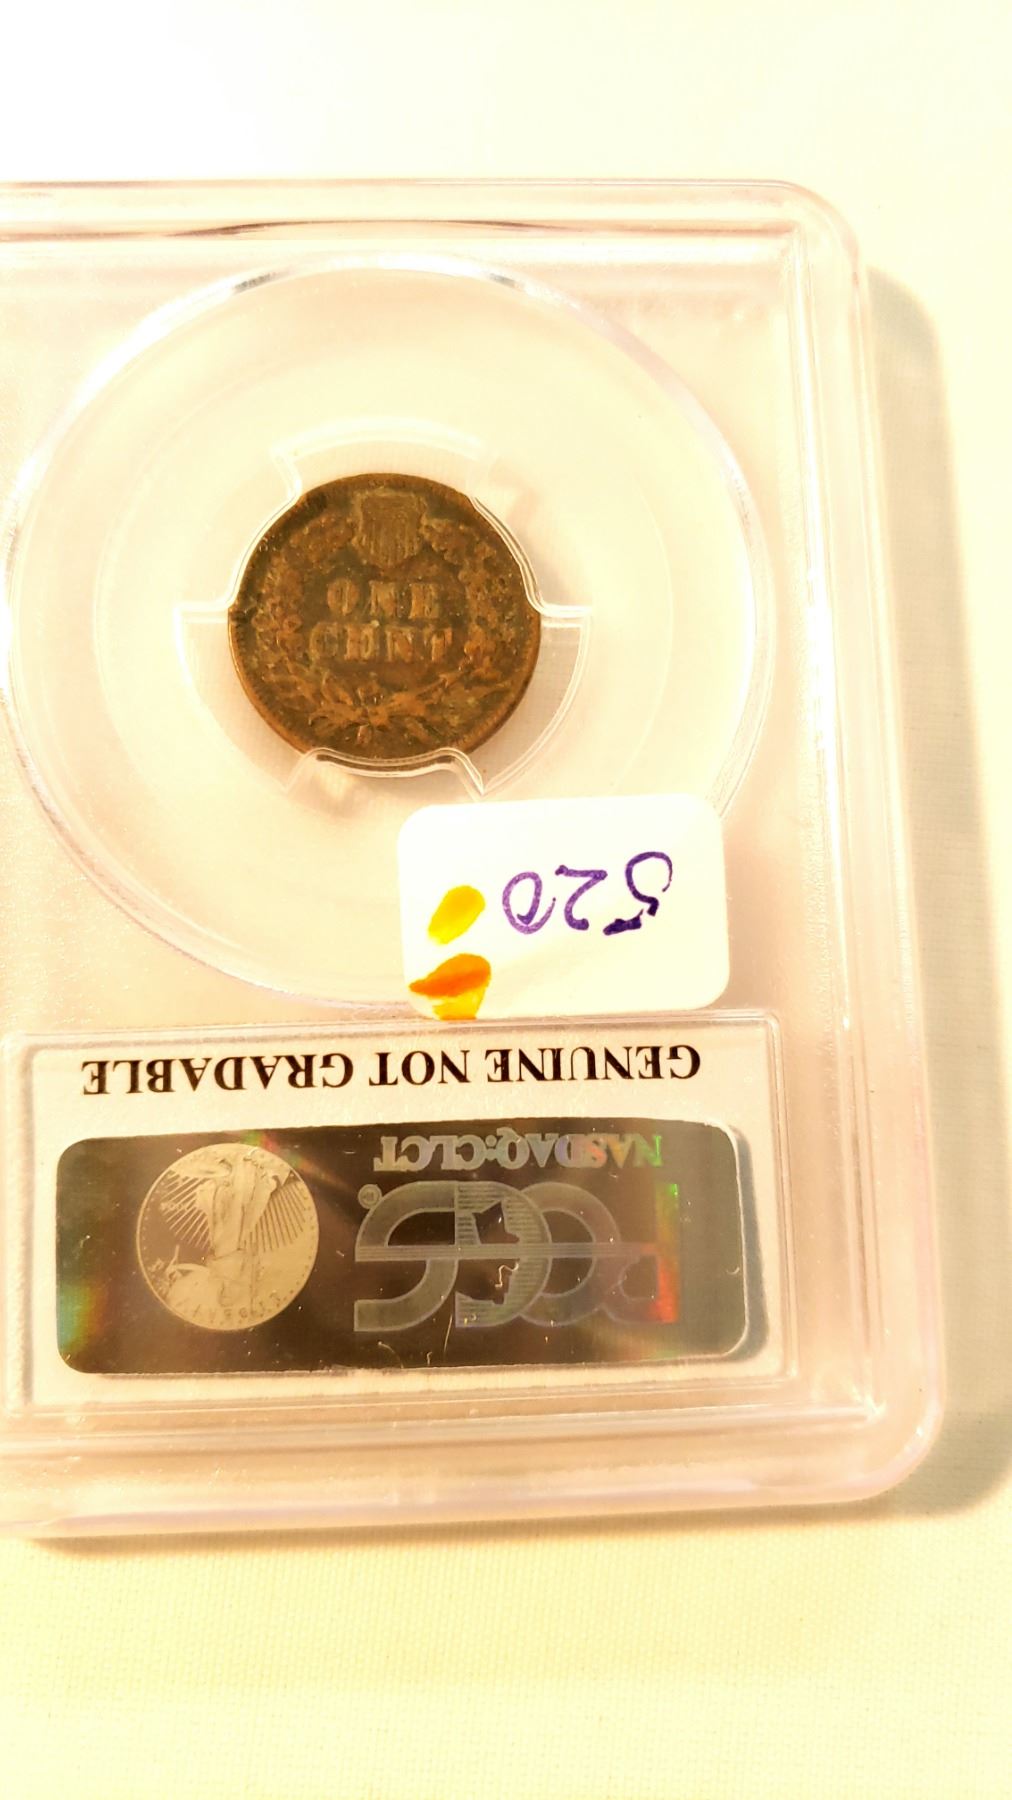 ONE
CENT
520
GENUINE NOT GRADABLE
NASDAQ:CLCT
PCGS
®